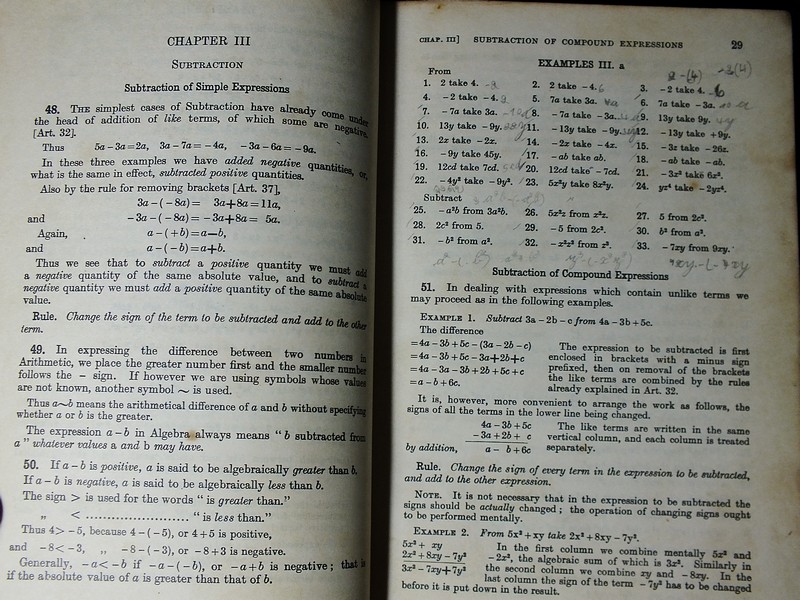 CHAPTER III
SUBTRACTION
Subtraction of Simple Expressions
48. THE simplest cases of Subtraction have already come under
the head of addition of like terms, of which some are negative.
[Art. 32].
Thus 5a-3a=2a, 3a-7a=-4a, -3a-6a=-9a.
In these three examples we have added negative quantities, or,
what is the same in effect, subtracted positive quantities.
Also by the rule for removing brackets [Art. 37],
3a-(-8a)= 3a+8a=11a,
and -3a-(-8a)=-3a+8a= 5a.
Again, a-(+b)=a-b,
and a-(-b)=a+b.
Thus we see that to subtract a positive quantity we must add
a negative quantity of the same absolute value, and to subtract a
negative quantity we must add a positive quantity of the same absolute
value.
Rule. Change the sign of the term to be subtracted and add to the other
term.
49. In expressing the difference between two numbers in
Arithmetic, we place the greater number first and the smaller number
follows the - sign. If however we are using symbols whose values
are not known, another symbol ~ is used.
Thus a~b means the arithmetical difference of a and b without specifying
whether a or b is the greater.
The expression a-b in Algebra always means "b subtracted from
a" whatever values a and b may have.
50. If a-b is positive, a is said to be algebraically greater than b.
If a-b is negative, a is said to be algebraically less than b.
The sign > is used for the words "is greater than."
„ < ........................ "is less than."
Thus 4>-5, because 4-(-5), or 4+5 is positive,
and -8<-3, „ -8-(-3), or -8+3 is negative.
Generally, -a<-b if -a-(-b), or -a+b is negative; that is
if the absolute value of a is greater than that of b.
CHAP. III] SUBTRACTION OF COMPOUND EXPRESSIONS 29
EXAMPLES III. a
From
1. 2 take 4. 2. 2 take -4. 3. -2 take 4.
4. -2 take -4. 5. 7a take 3a. 6. 7a take -3a.
7. -7a take 3a. 8. -7a take -3a. 9. 13y take 9y.
10. 13y take -9y. 11. -13y take -9y. 12. -13y take +9y.
13. 2x take -2x. 14. -2x take -4x. 15. -3z take -26z.
16. -9y take 45y. 17. -ab take ab. 18. -ab take -ab.
19. 12cd take 7cd. 20. 12cd take -7cd. 21. -3x² take 6x².
22. -4y² take -9y². 23. 5x²y take 8x²y. 24. yz⁴ take -2yz⁴.
Subtract
25. -a²b from 3a²b. 26. 5x²z from x²z. 27. 5 from 2c².
28. 2c² from 5. 29. -5 from 2c². 30. b² from a².
31. -b² from a². 32. -x²z² from z³. 33. -7xy from 9xy.
Subtraction of Compound Expressions
51. In dealing with expressions which contain unlike terms we
may proceed as in the following examples.
EXAMPLE 1. Subtract 3a-2b-c from 4a-3b+5c.
The difference
=4a-3b+5c-(3a-2b-c) The expression to be subtracted is first
=4a-3b+5c-3a+2b+c enclosed in brackets with a minus sign
=4a-3a-3b+2b+5c+c prefixed, then on removal of the brackets
=a-b+6c. the like terms are combined by the rules
already explained in Art. 32.
It is, however, more convenient to arrange the work as follows, the
signs of all the terms in the lower line being changed.
4a-3b+5c The like terms are written in the same
-3a+2b+ c vertical column, and each column is treated
by addition, a- b+6c separately.
Rule. Change the sign of every term in the expression to be subtracted,
and add to the other expression.
NOTE. It is not necessary that in the expression to be subtracted the
signs should be actually changed; the operation of changing signs ought
to be performed mentally.
EXAMPLE 2. From 5x²+xy take 2x²+8xy-7y².
5x²+ xy In the first column we combine mentally 5x² and
2x²+8xy-7y² -2x², the algebraic sum of which is 3x². Similarly in
3x²-7xy+7y² the second column we combine xy and -8xy. In the
last column the sign of the term -7y² has to be changed
before it is put down in the result.